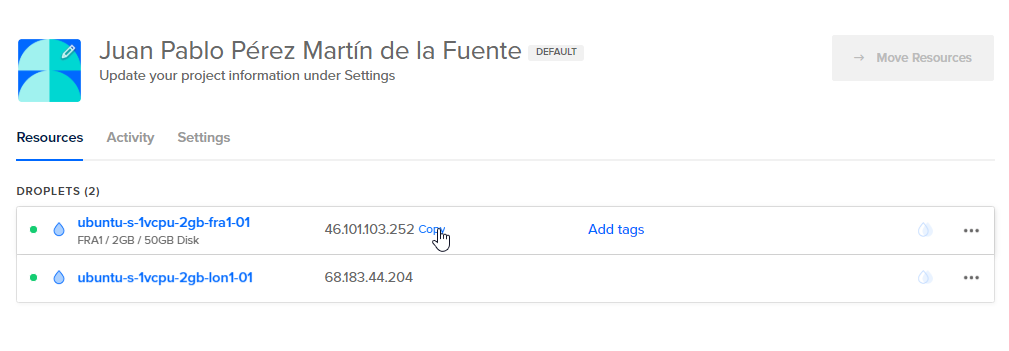 Juan Pablo Pérez Martín de la Fuente DEFAULT
Update your project information under Settings
→ Move Resources
Resources Activity Settings
DROPLETS (2)
ubuntu-s-1vcpu-2gb-fra1-01 46.101.103.252 Copy Add tags
FRA1 / 2GB / 50GB Disk
ubuntu-s-1vcpu-2gb-lon1-01 68.183.44.204